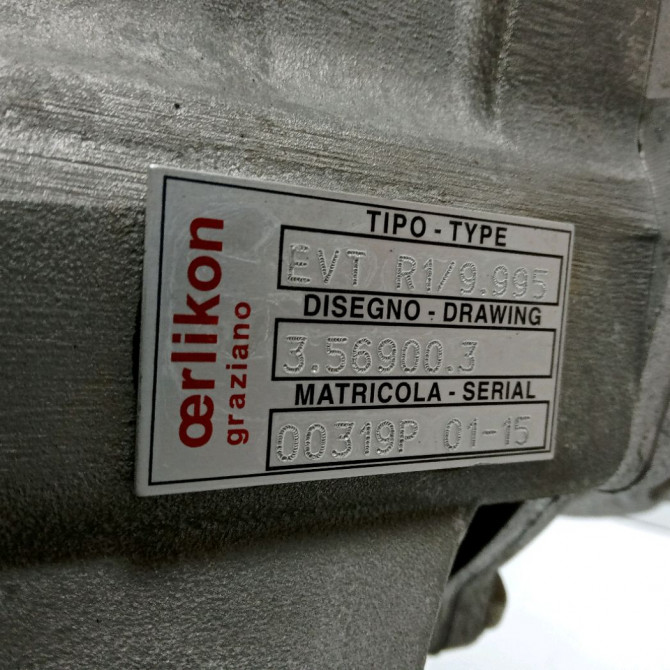 œrlikon
graziano
TIPO - TYPE
EVT R1/9.995
DISEGNO - DRAWING
3.56900.3
MATRICOLA - SERIAL
00319P 01-15